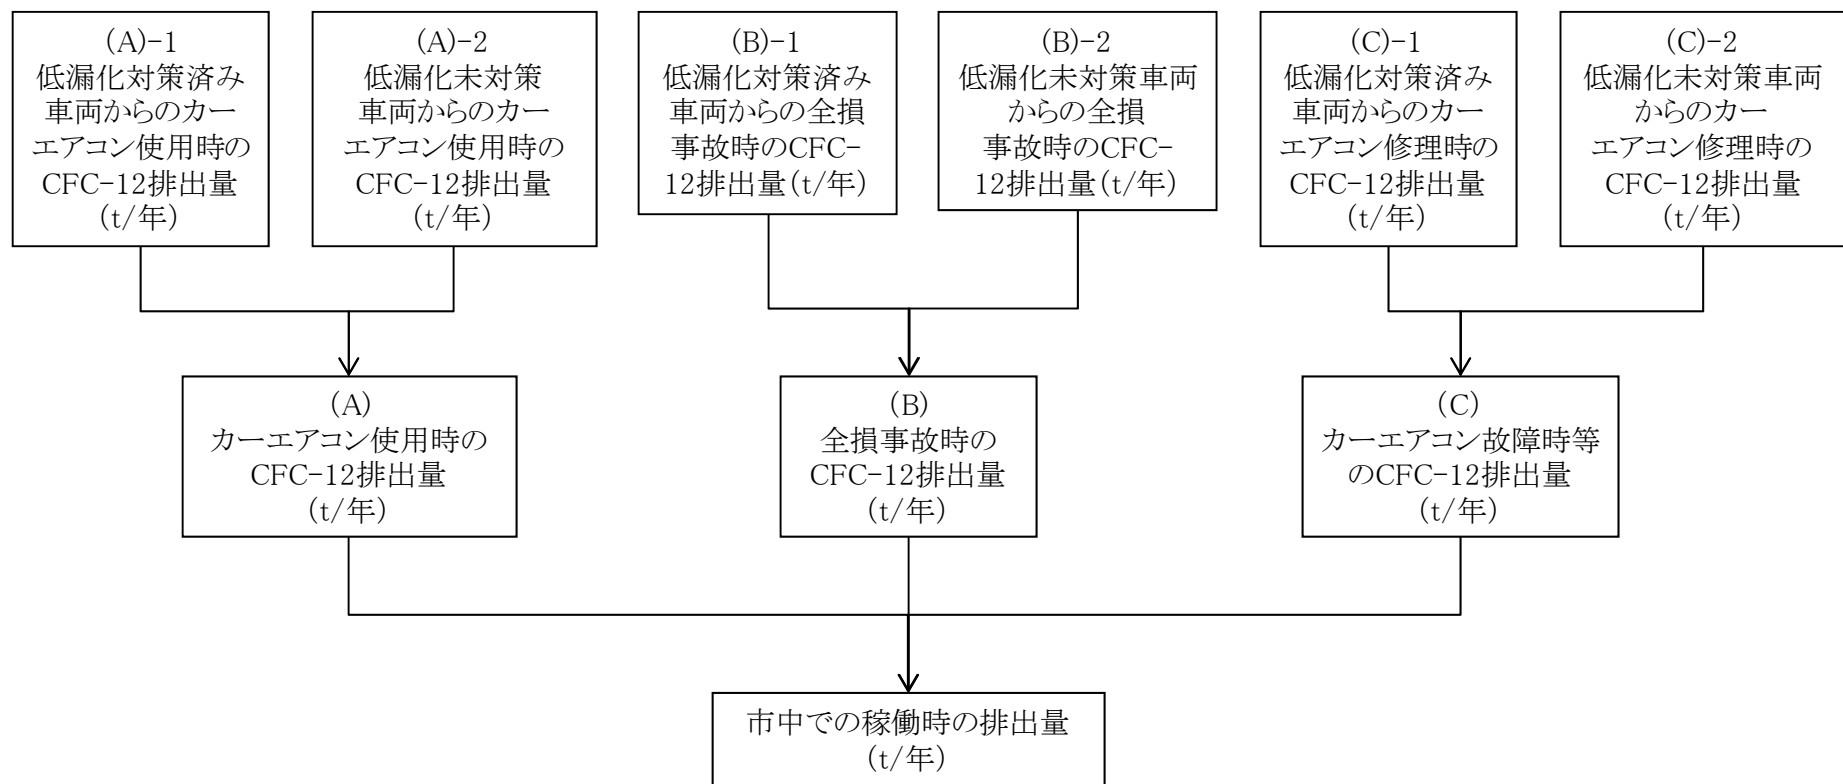 (A)-1
低漏化対策済み
車両からのカー
エアコン使用時の
CFC-12排出量
(t/年)
(A)-2
低漏化未対策
車両からのカー
エアコン使用時の
CFC-12排出量
(t/年)
(B)-1
低漏化対策済み
車両からの全損
事故時のCFC-
12排出量(t/年)
(B)-2
低漏化未対策車両
からの全損
事故時のCFC-
12排出量(t/年)
(C)-1
低漏化対策済み
車両からのカー
エアコン修理時の
CFC-12排出量
(t/年)
(C)-2
低漏化未対策車両
からのカー
エアコン修理時の
CFC-12排出量
(t/年)
(A)
カーエアコン使用時の
CFC-12排出量
(t/年)
(B)
全損事故時の
CFC-12排出量
(t/年)
(C)
カーエアコン故障時等
のCFC-12排出量
(t/年)
市中での稼働時の排出量
(t/年)